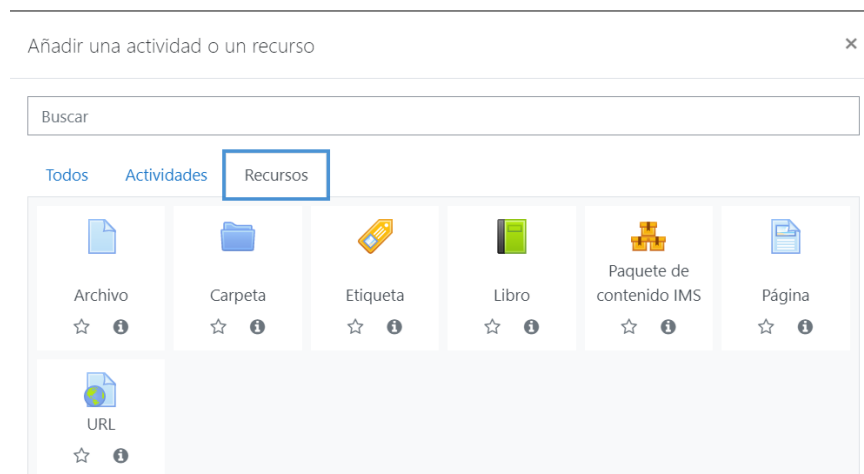 Añadir una actividad o un recurso
×
Buscar
Todos
Actividades
Recursos
Archivo
Carpeta
Etiqueta
Libro
Paquete de
contenido IMS
Página
URL